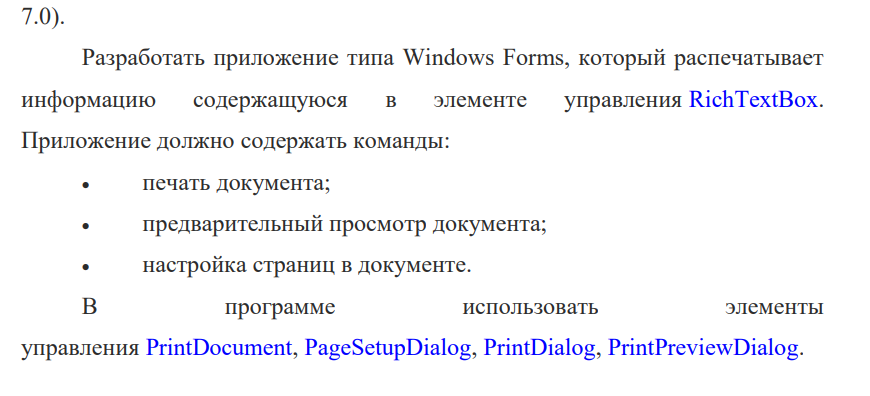 7.0).
Разработать приложение типа Windows Forms, который распечатывает
информацию содержащуюся в элементе управления RichTextBox.
Приложение должно содержать команды:
• печать документа;
• предварительный просмотр документа;
• настройка страниц в документе.
В программе использовать элементы
управления PrintDocument, PageSetupDialog, PrintDialog, PrintPreviewDialog.